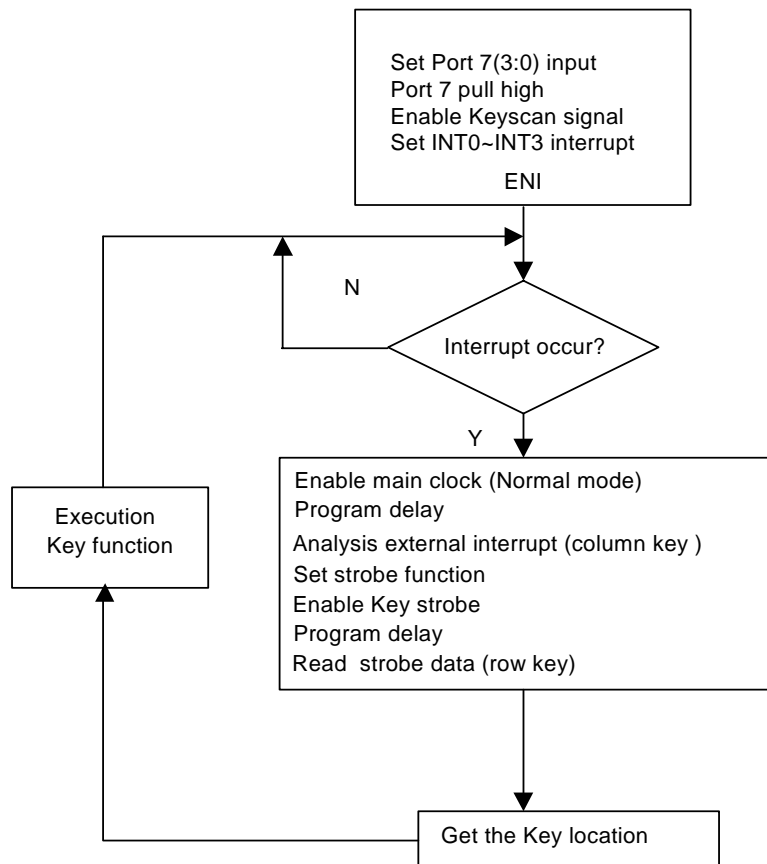 Set Port 7(3:0) input
Port 7 pull high
Enable Keyscan signal
Set INT0~INT3 interrupt
ENI
N
Interrupt occur?
Y
Enable main clock (Normal mode)
Program delay
Analysis external interrupt (column key )
Set strobe function
Enable Key strobe
Program delay
Read  strobe data (row key)
Execution
Key function
Get the Key location